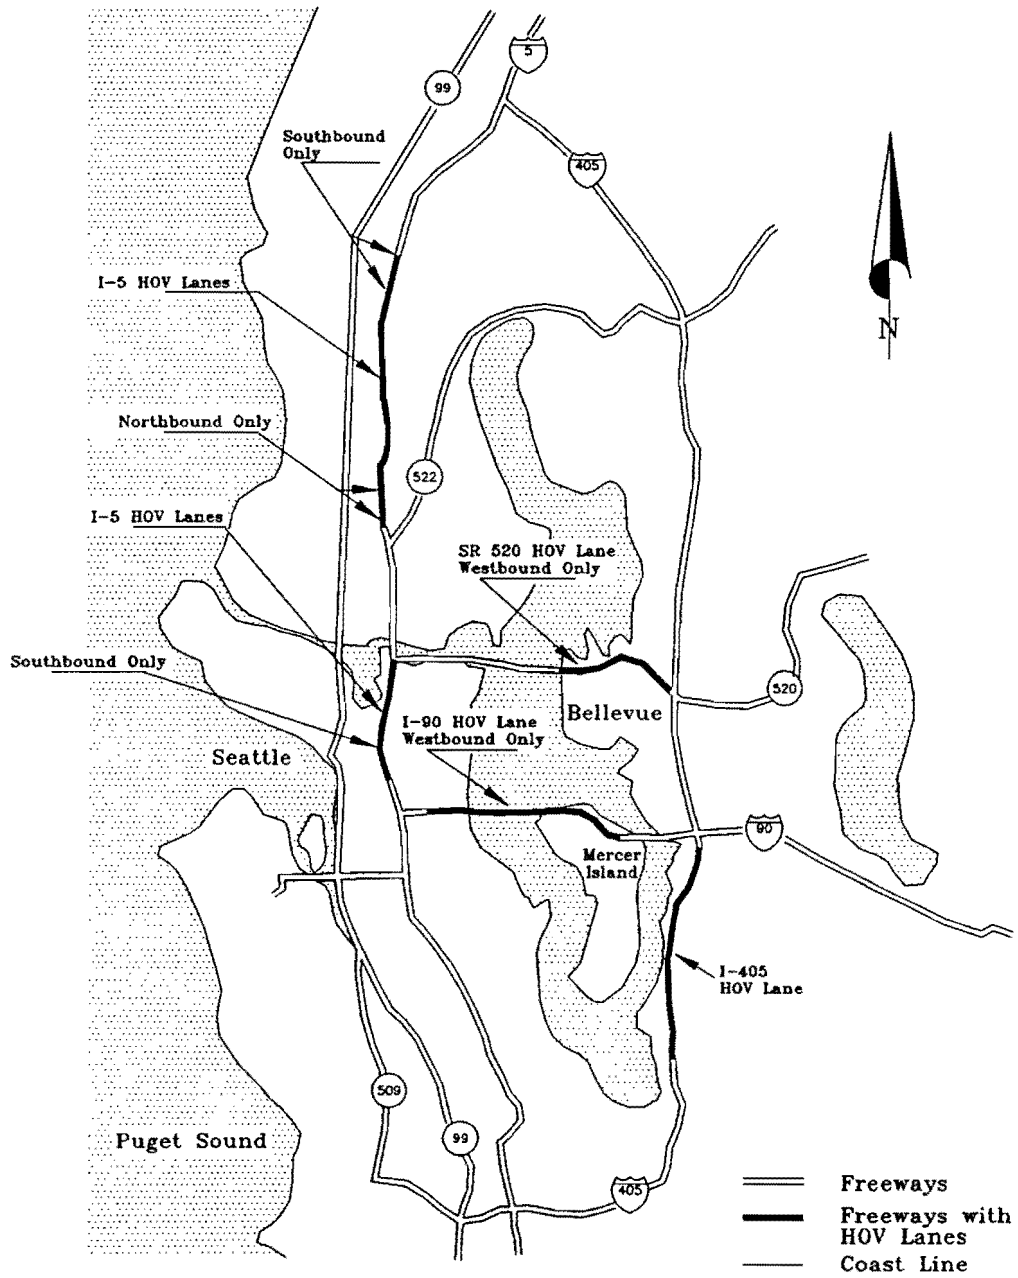 5
99
Southbound
Only
405
I-5 HOV Lanes
N
Northbound Only
522
I-5 HOV Lanes
SR 520 HOV Lane
Westbound Only
Southbound Only
520
Bellevue
I-90 HOV Lane
Westbound Only
Seattle
90
Mercer
Island
I-405
HOV Lane
509
99
Puget Sound
405
Freeways
Freeways with
HOV Lanes
Coast Line